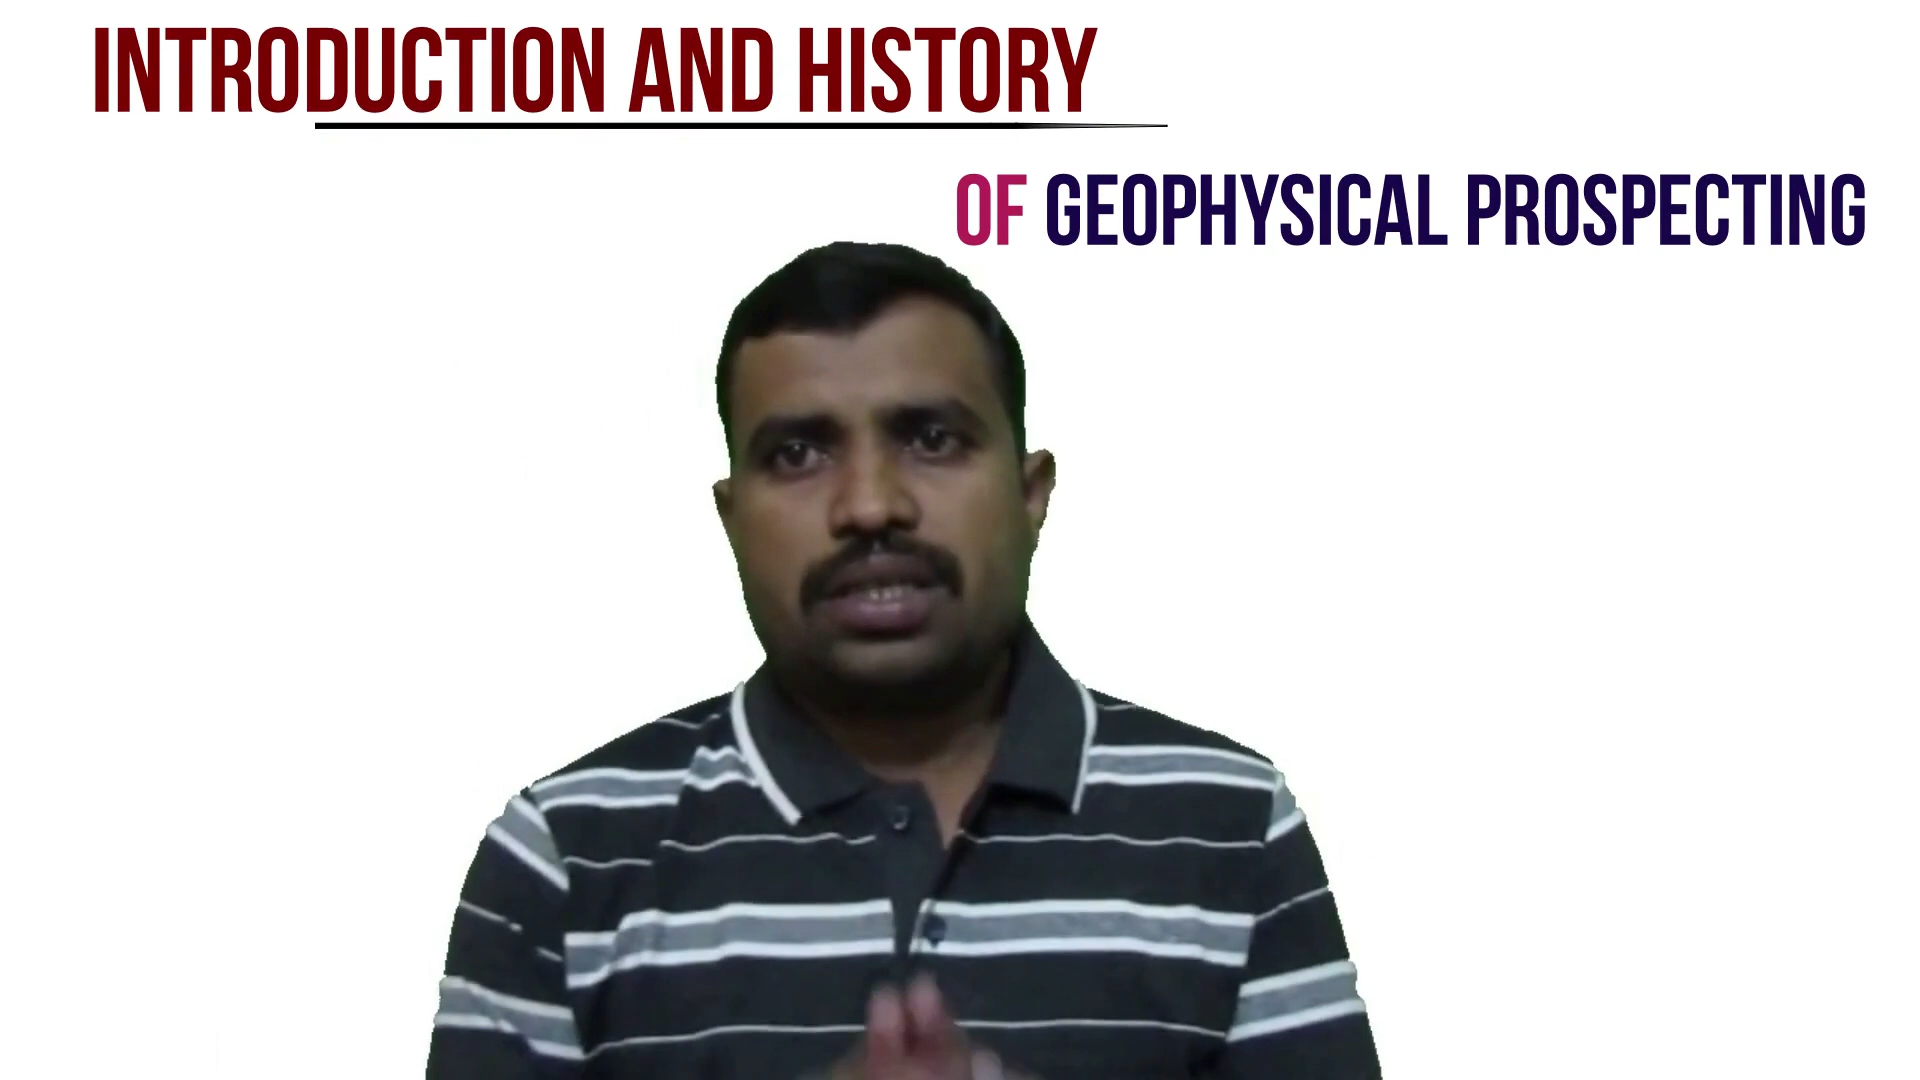 INTRODUCTION AND HISTORY
OF GEOPHYSICAL PROSPECTING